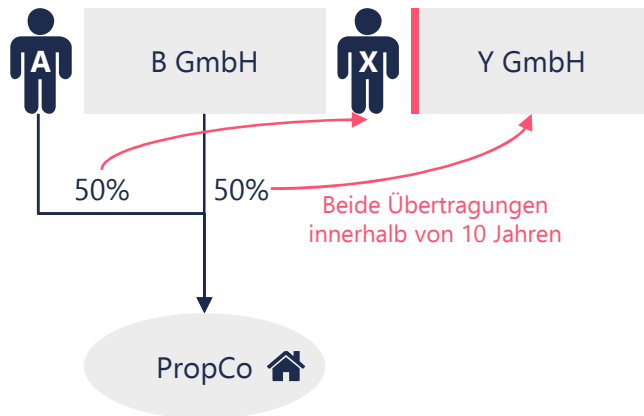 A
B GmbH
X
Y GmbH
50%
50%
Beide Übertragungen
innerhalb von 10 Jahren
PropCo